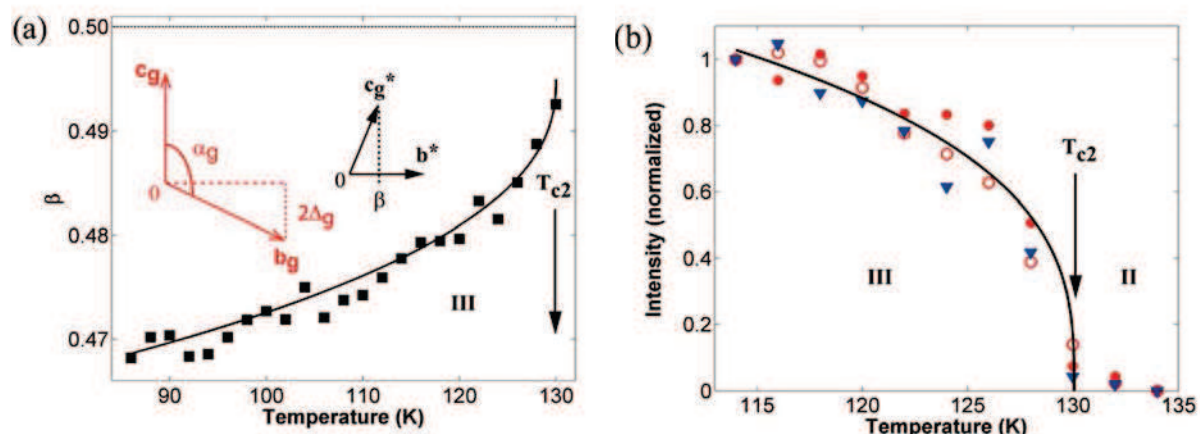 (a)
0.50
0.49
0.48
0.47
β
cg
αg
0
2Δg
bg
cg*
b*
0
β
Tc2
III
90 100 110 120 130
Temperature (K)
(b)
1
0.8
0.6
0.4
0.2
0
Intensity (normalized)
Tc2
III
II
115 120 125 130 135
Temperature (K)